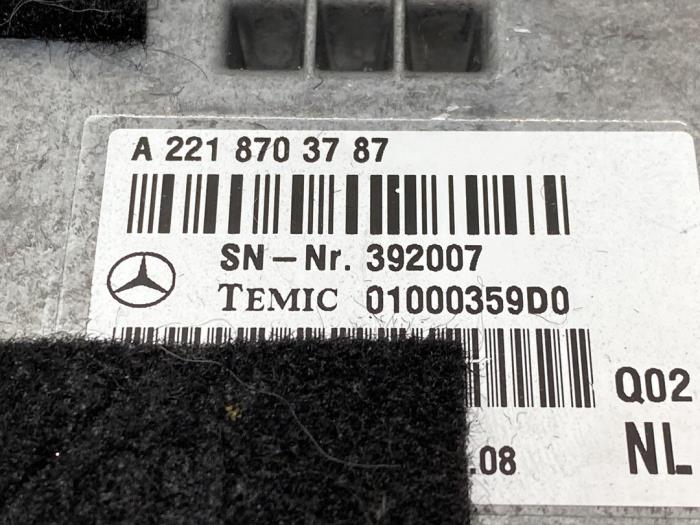 A 221 870 37 87
SN-Nr. 392007
TEMIC 01000359D0
Q02
.08 NL